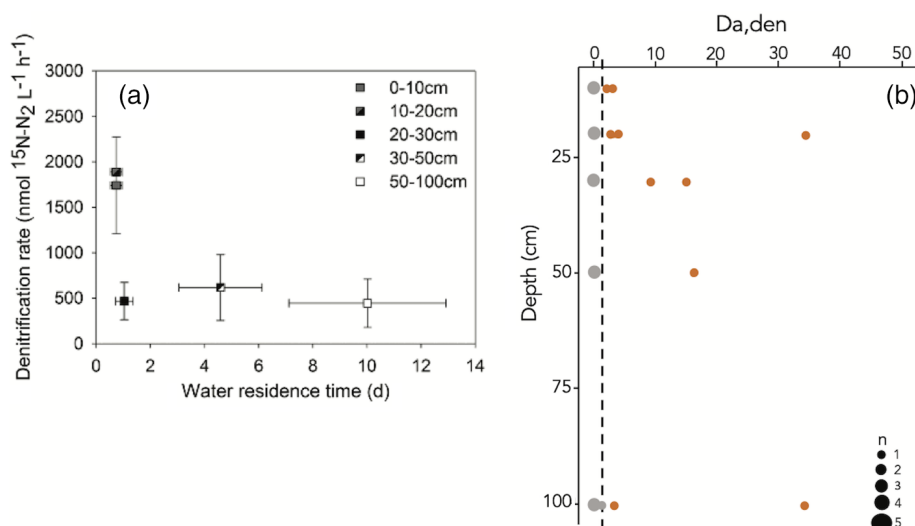 (a)
Denitrification rate (nmol ¹⁵N-N₂ L⁻¹ h⁻¹)
3000
2500
2000
1500
1000
500
0
0 2 4 6 8 10 12 14
Water residence time (d)
0-10cm
10-20cm
20-30cm
30-50cm
50-100cm
Da,den
0 10 20 30 40 50
(b)
Depth (cm)
25
50
75
100
n
1
2
3
4
5